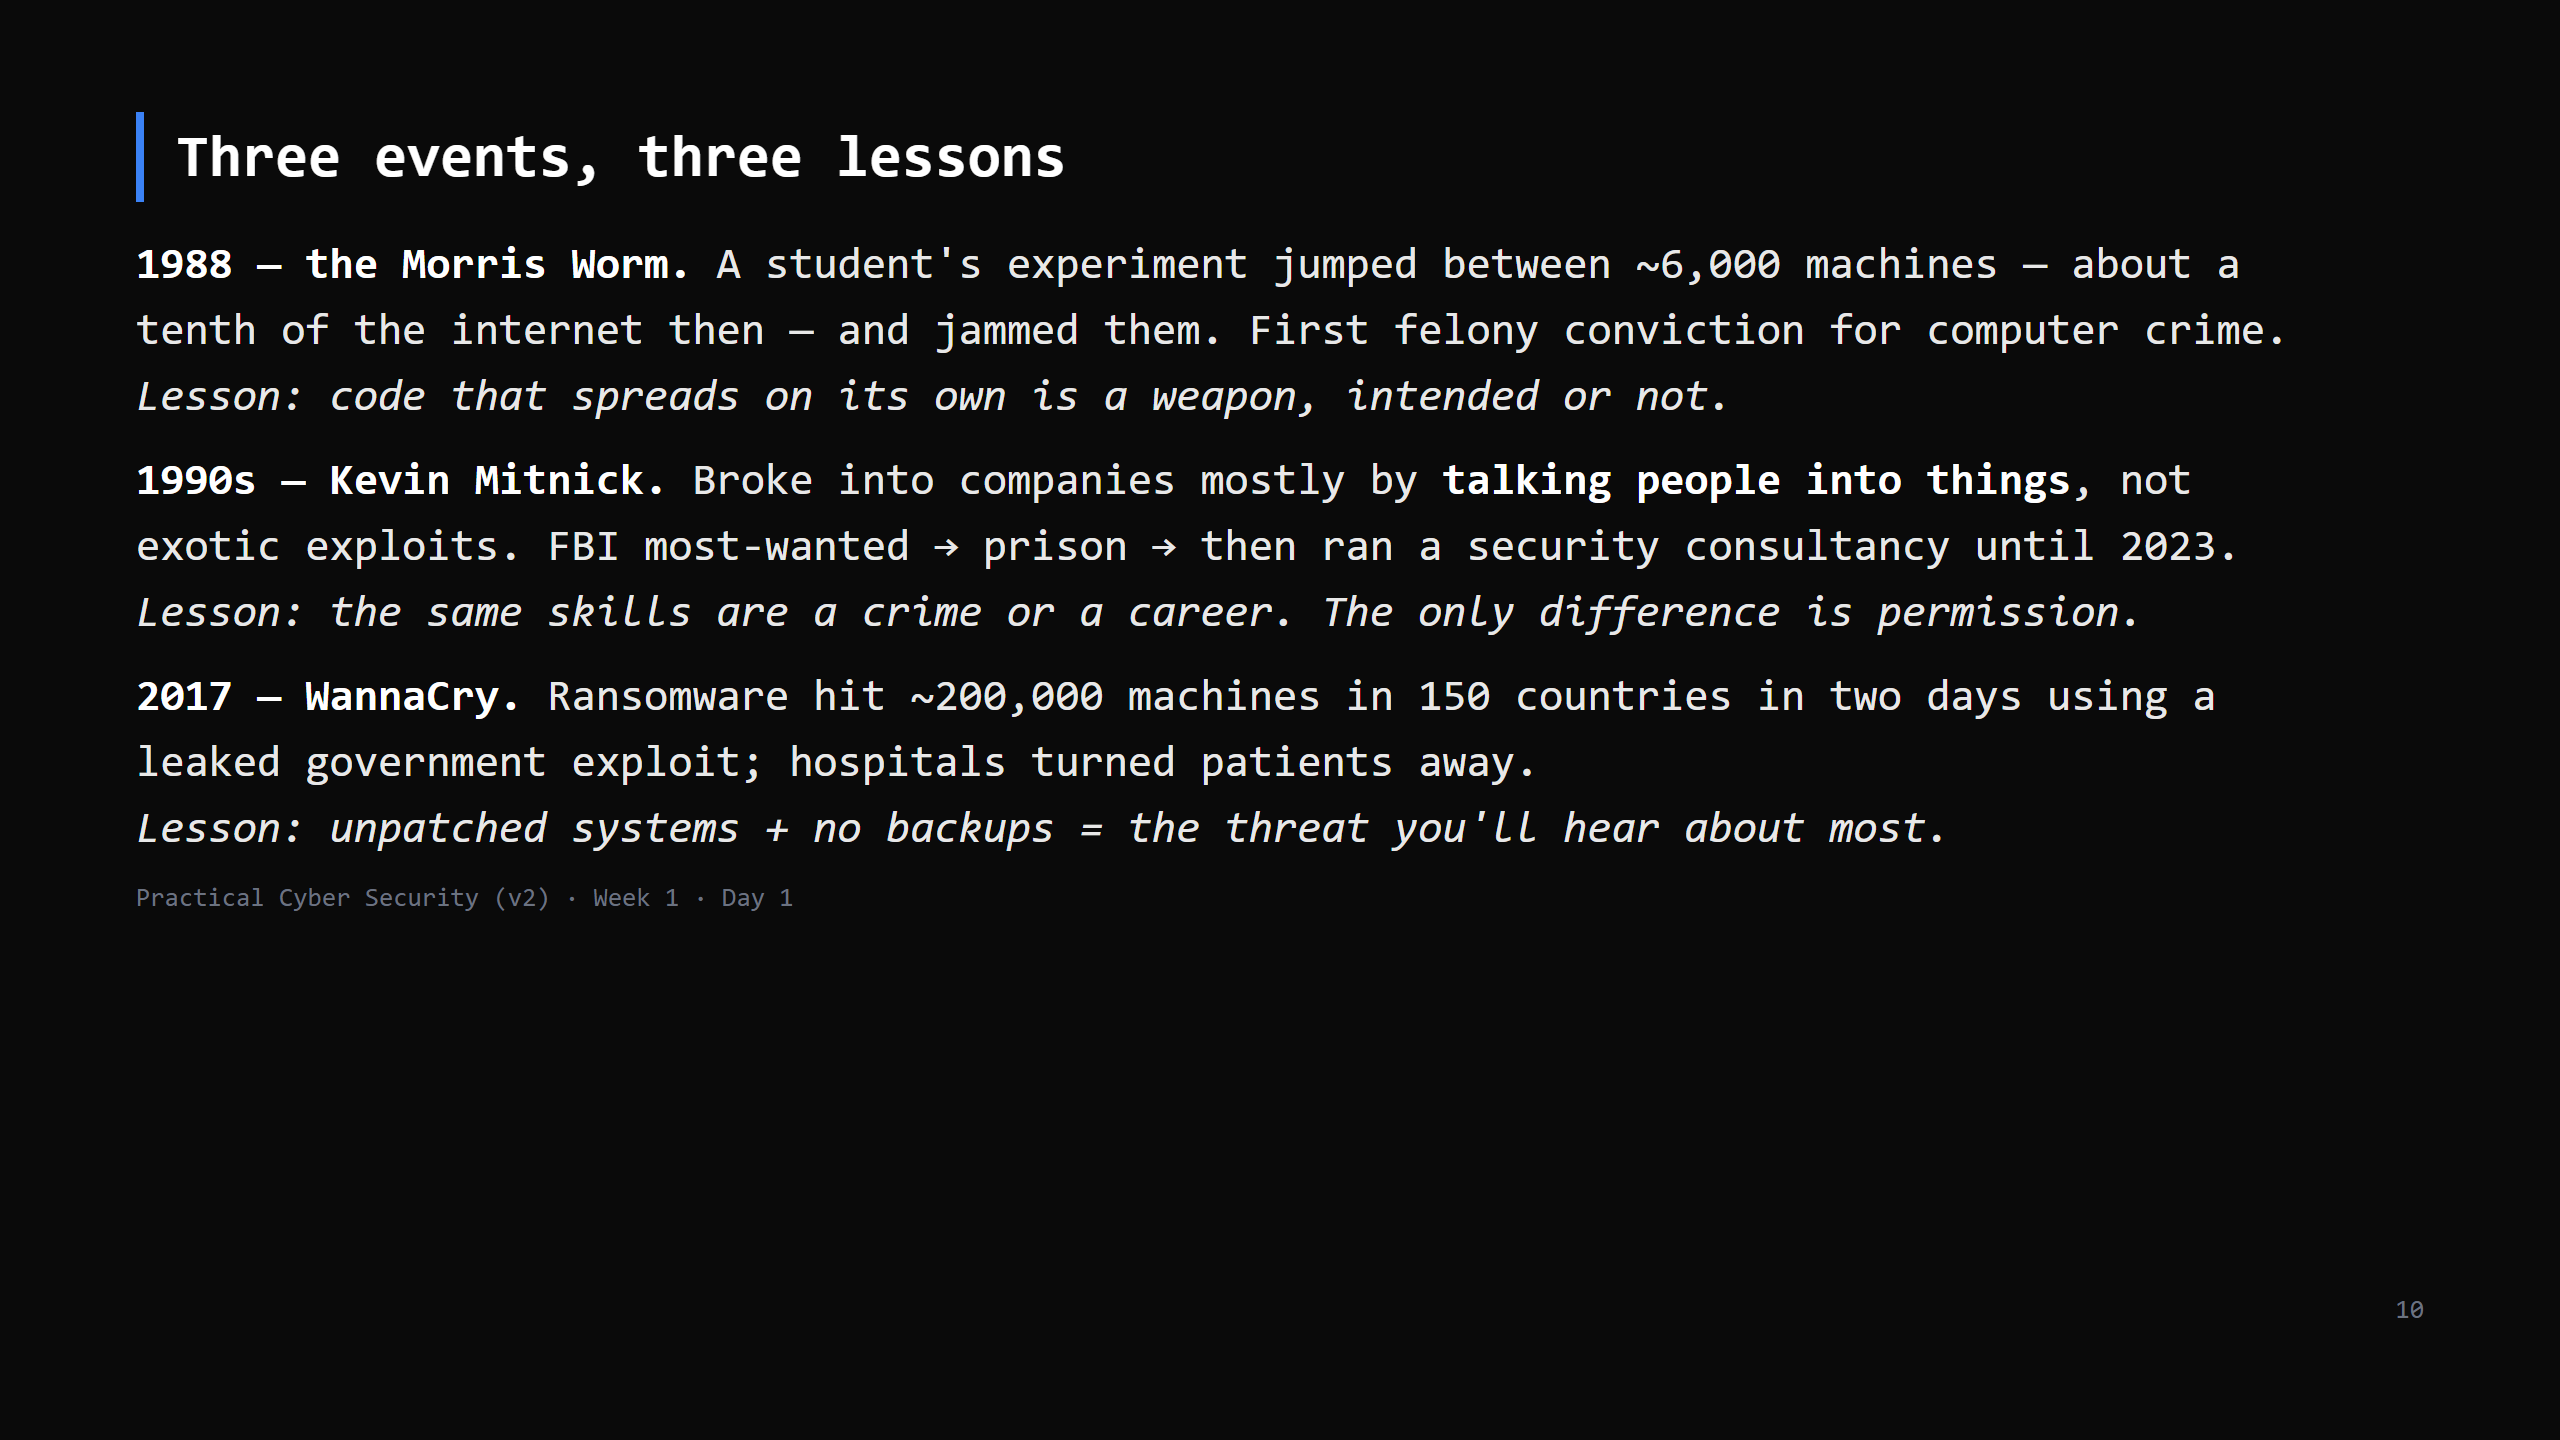 Three events, three lessons
1988 — the Morris Worm. A student's experiment jumped between ~6,000 machines — about a
tenth of the internet then — and jammed them. First felony conviction for computer crime.
Lesson: code that spreads on its own is a weapon, intended or not.
1990s — Kevin Mitnick. Broke into companies mostly by talking people into things, not
exotic exploits. FBI most-wanted → prison → then ran a security consultancy until 2023.
Lesson: the same skills are a crime or a career. The only difference is permission.
2017 — WannaCry. Ransomware hit ~200,000 machines in 150 countries in two days using a
leaked government exploit; hospitals turned patients away.
Lesson: unpatched systems + no backups = the threat you'll hear about most.
Practical Cyber Security (v2) · Week 1 · Day 1
10